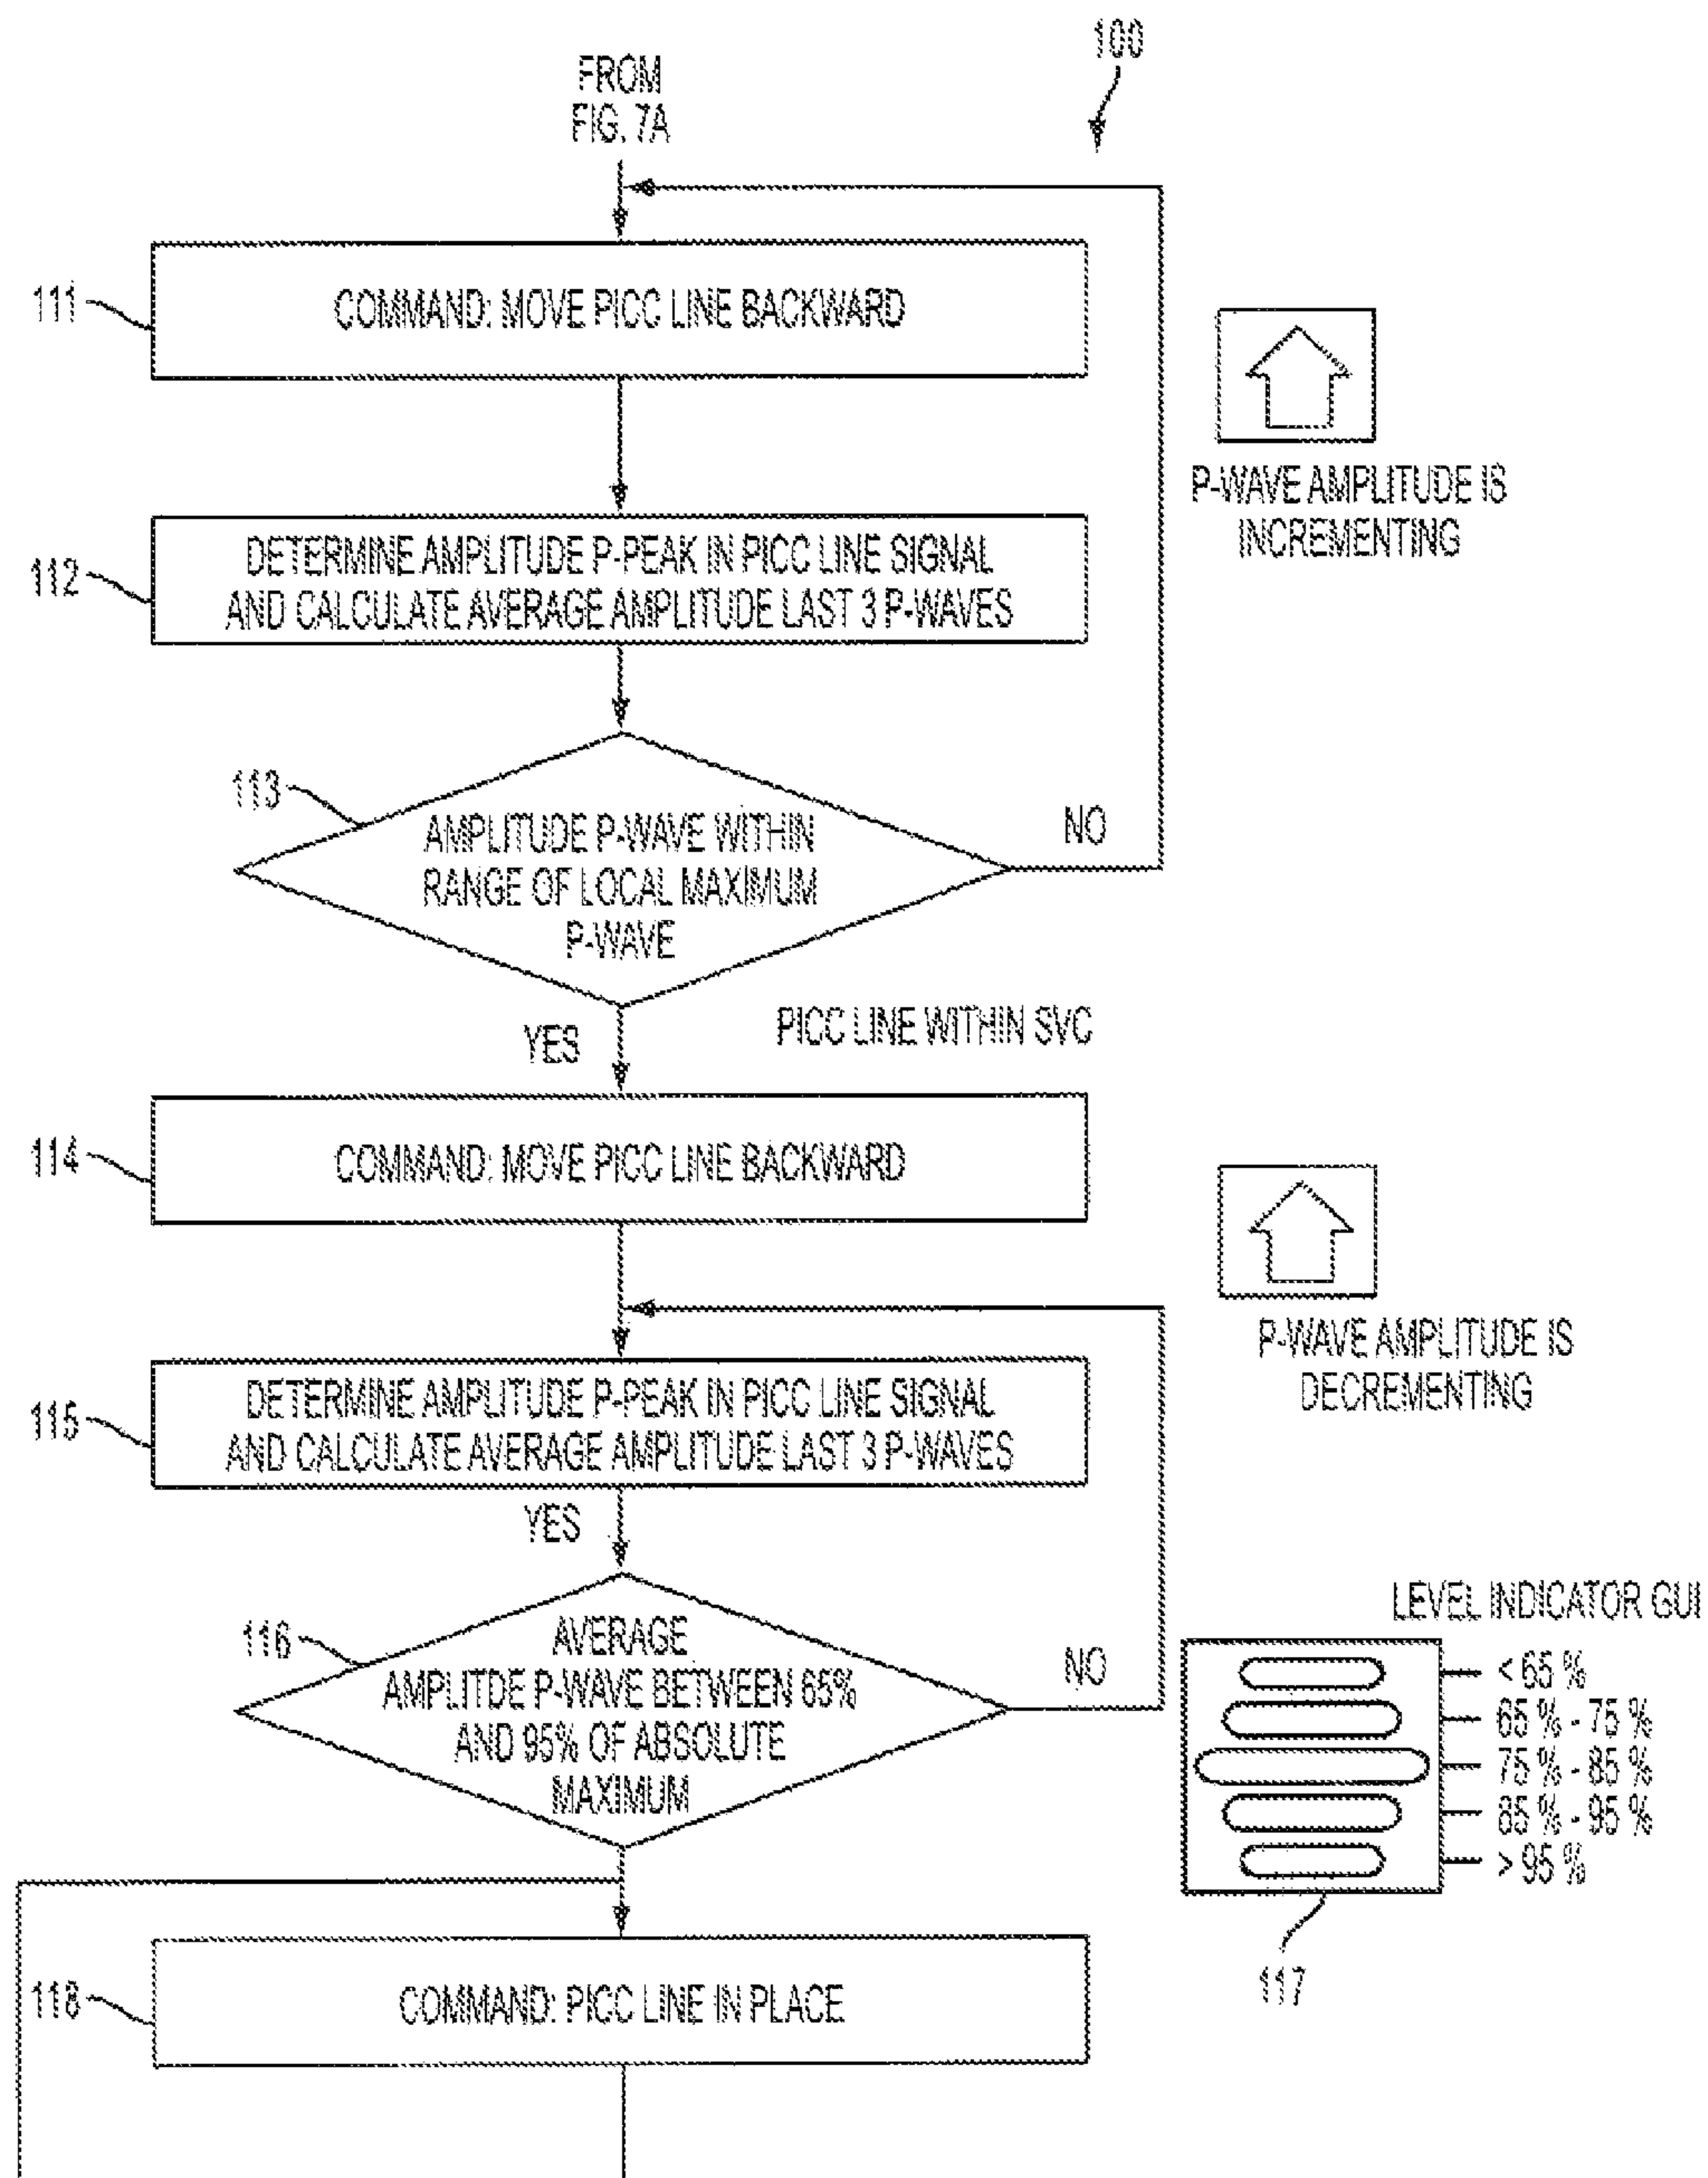 100
FROM
FIG. 7A
111
COMMAND: MOVE PICC LINE BACKWARD
P-WAVE AMPLITUDE IS
INCREMENTING
112
DETERMINE AMPLITUDE P-PEAK IN PICC LINE SIGNAL
AND CALCULATE AVERAGE AMPLITUDE LAST 3 P-WAVES
113
AMPLITUDE P-WAVE WITHIN
RANGE OF LOCAL MAXIMUM
P-WAVE
NO
YES
PICC LINE WITHIN SVC
114
COMMAND: MOVE PICC LINE BACKWARD
P-WAVE AMPLITUDE IS
DECREMENTING
115
DETERMINE AMPLITUDE P-PEAK IN PICC LINE SIGNAL
AND CALCULATE AVERAGE AMPLITUDE LAST 3 P-WAVES
YES
116
AVERAGE
AMPLITDE P-WAVE BETWEEN 65%
AND 95% OF ABSOLUTE
MAXIMUM
NO
LEVEL INDICATOR GUI
< 65 %
65 % - 75 %
75 % - 85 %
85 % - 95 %
> 95 %
117
118
COMMAND: PICC LINE IN PLACE